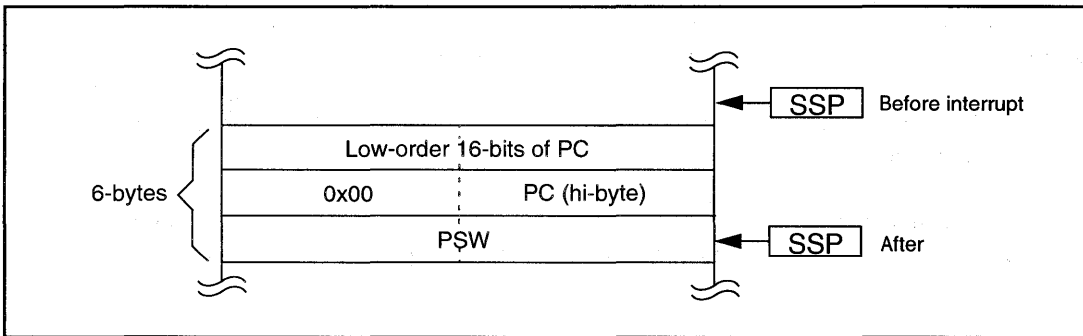 SSP Before interrupt
Low-order 16-bits of PC
6-bytes 0x00 PC (hi-byte)
PSW SSP After